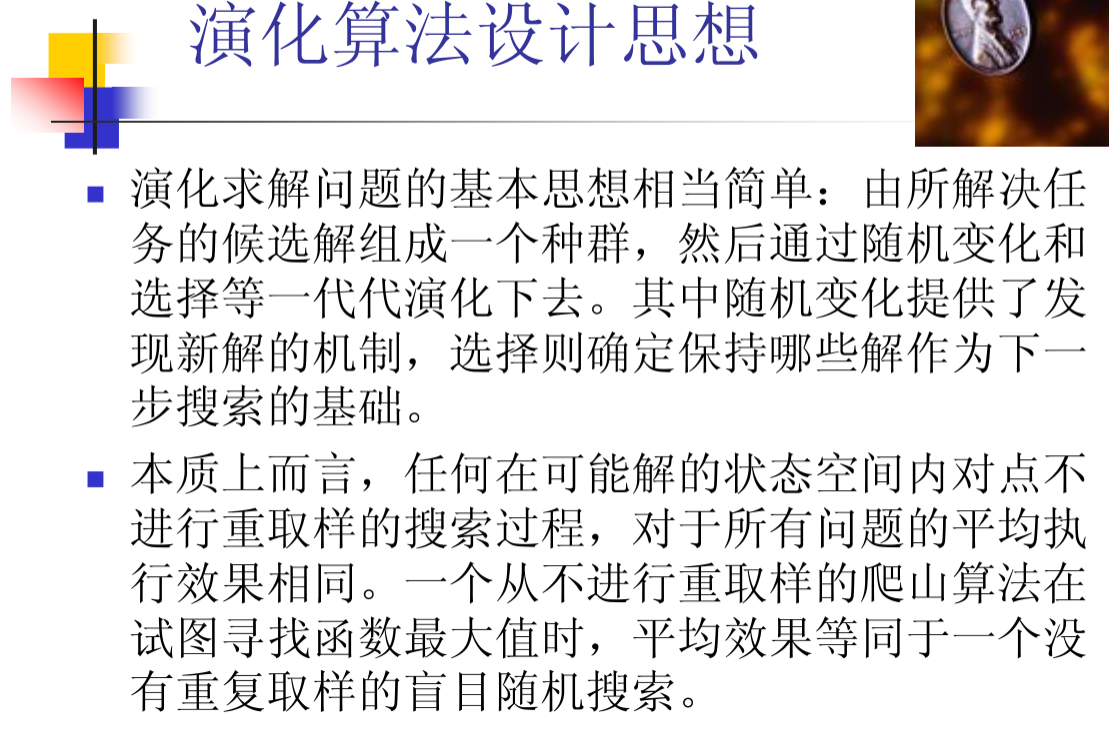 演化算法设计思想
演化求解问题的基本思想相当简单：由所解决任
务的候选解组成一个种群，然后通过随机变化和
选择等一代代演化下去。其中随机变化提供了发
现新解的机制，选择则确定保持哪些解作为下一
步搜索的基础。
本质上而言，任何在可能解的状态空间内对点不
进行重取样的搜索过程，对于所有问题的平均执
行效果相同。一个从不进行重取样的爬山算法在
试图寻找函数最大值时，平均效果等同于一个没
有重复取样的盲目随机搜索。